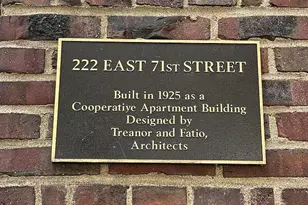 222 EAST 71ST STREET
Built in 1925 as a
Cooperative Apartment Building
Designed by
Treanor and Fatio,
Architects